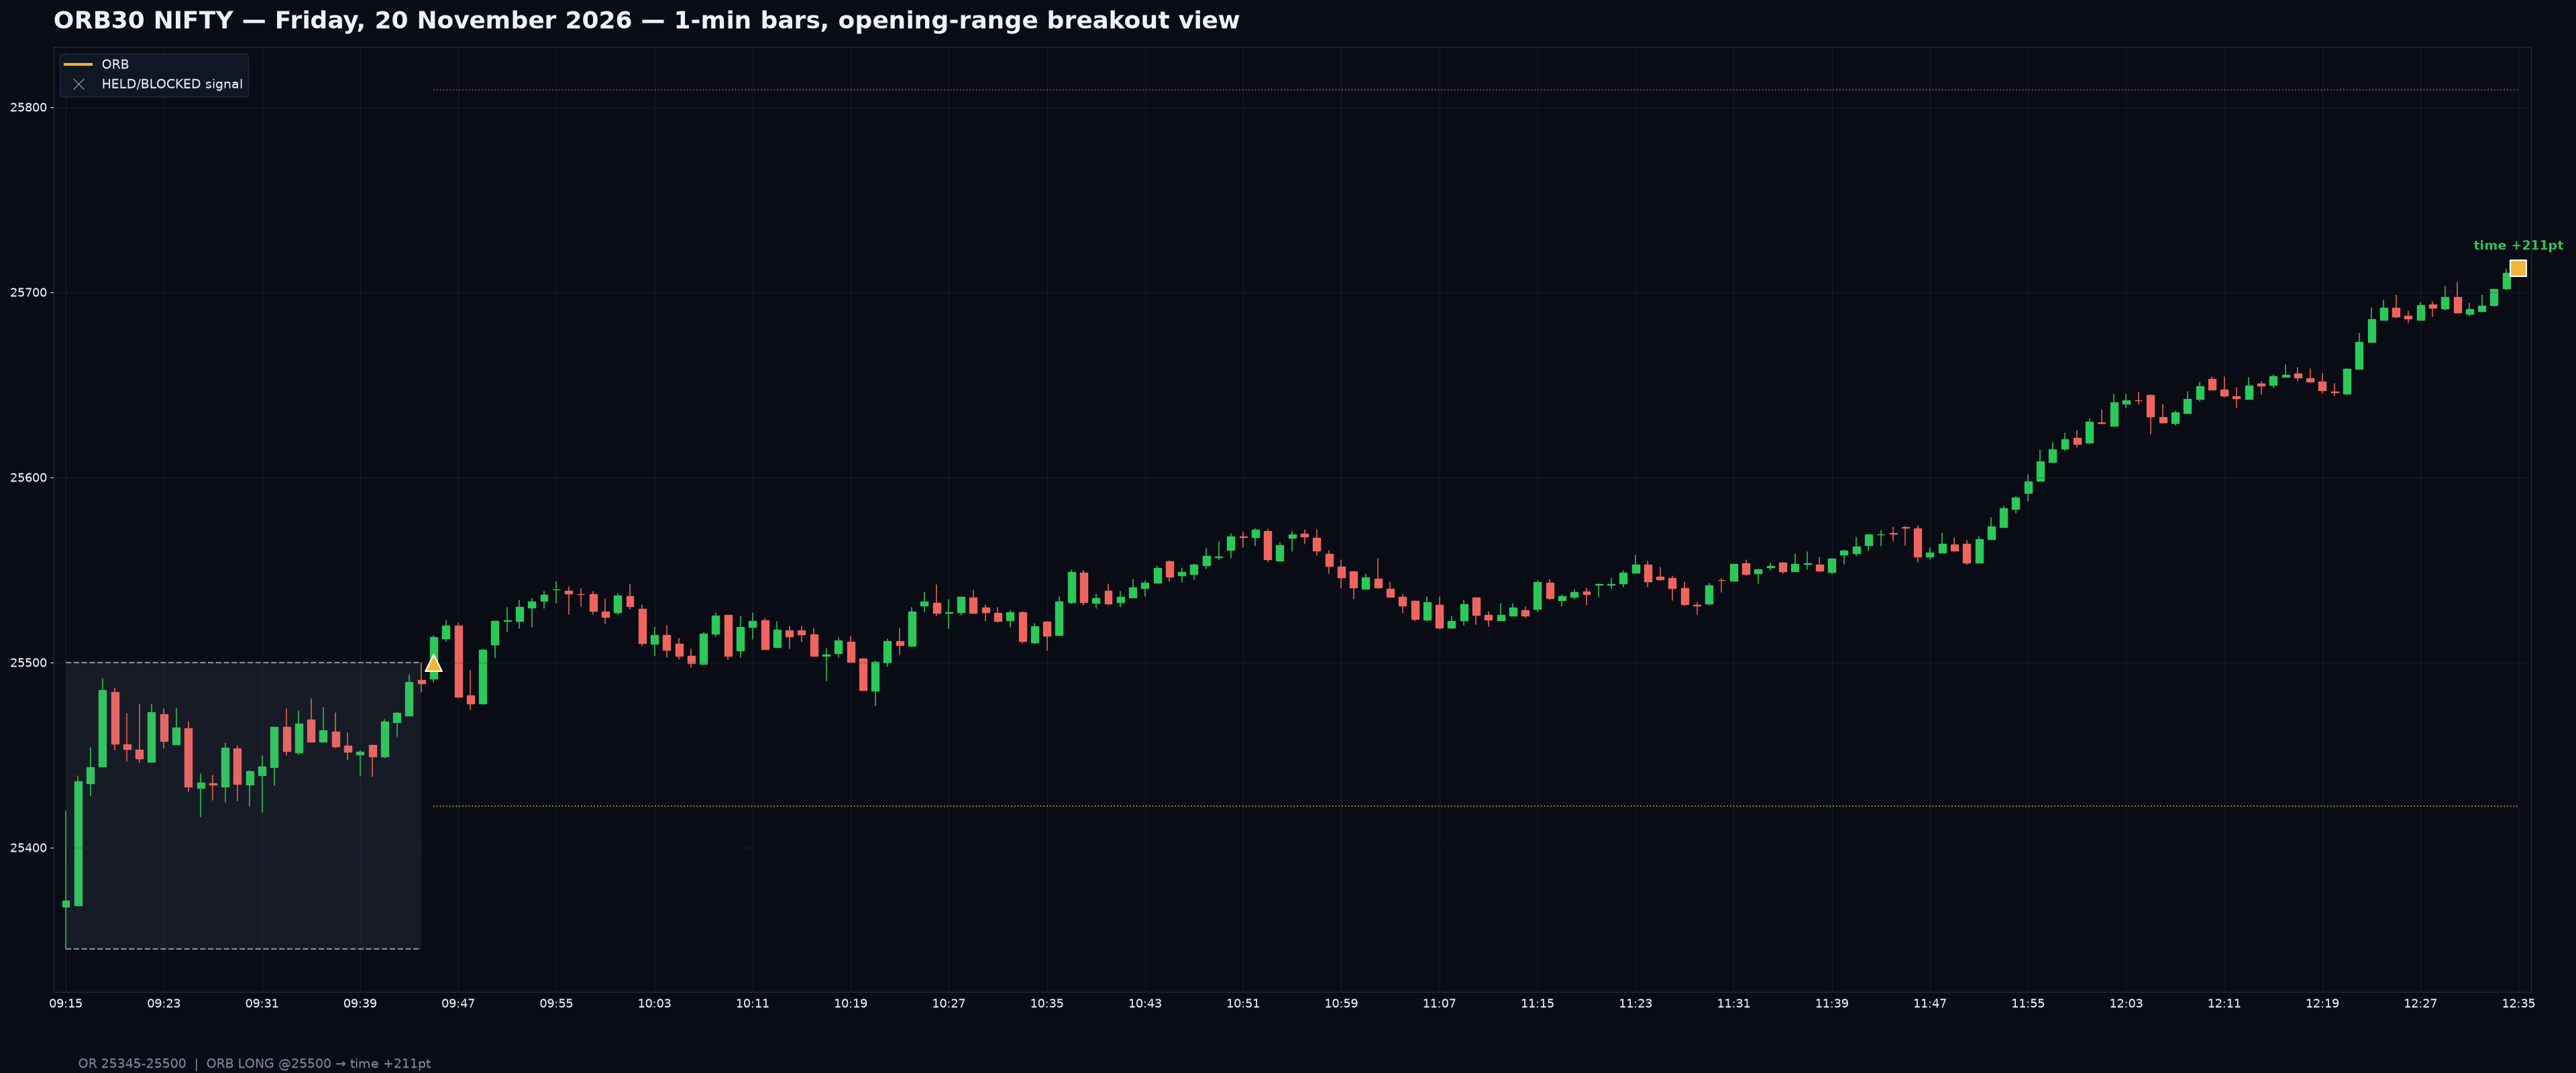 ORB30 NIFTY — Friday, 20 November 2026 — 1-min bars, opening-range breakout view
ORB
HELD/BLOCKED signal
25800
time +211pt
25700
25600
25500
25400
09:15 09:23 09:31 09:39 09:47 09:55 10:03 10:11 10:19 10:27 10:35 10:43 10:51 10:59 11:07 11:15 11:23 11:31 11:39 11:47 11:55 12:03 12:11 12:19 12:27 12:35
OR 25345-25500 | ORB LONG @25500 → time +211pt